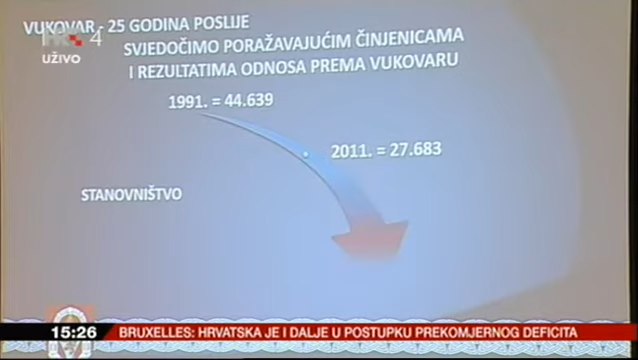 VUKOVAR - 25 GODINA POSLIJE
HRT 4
UŽIVO
SVJEDOČIMO PORAŽAVAJUĆIM ČINJENICAMA
I REZULTATIMA ODNOSA PREMA VUKOVARU
1991. = 44.639
2011. = 27.683
STANOVNIŠTVO
15:26 BRUXELLES: HRVATSKA JE I DALJE U POSTUPKU PREKOMJERNOG DEFICITA